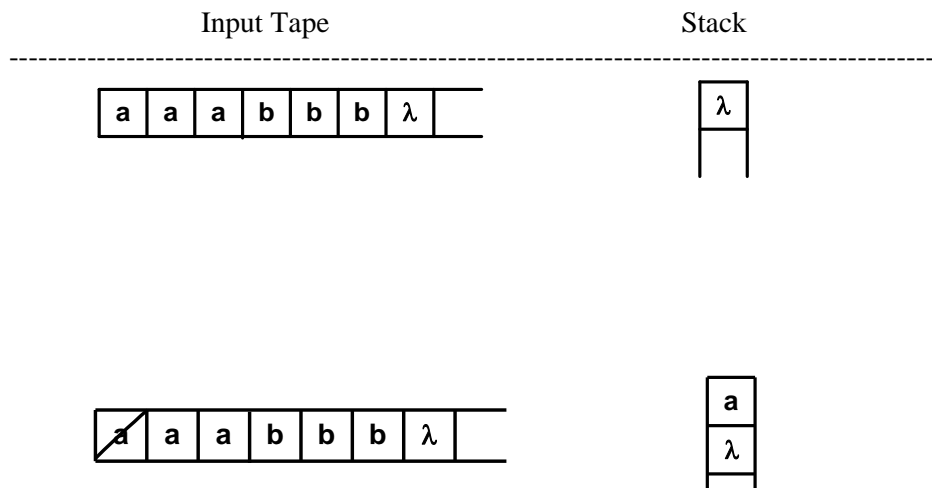 Input Tape Stack
a a a b b b λ λ
a
a a a b b b λ
λ